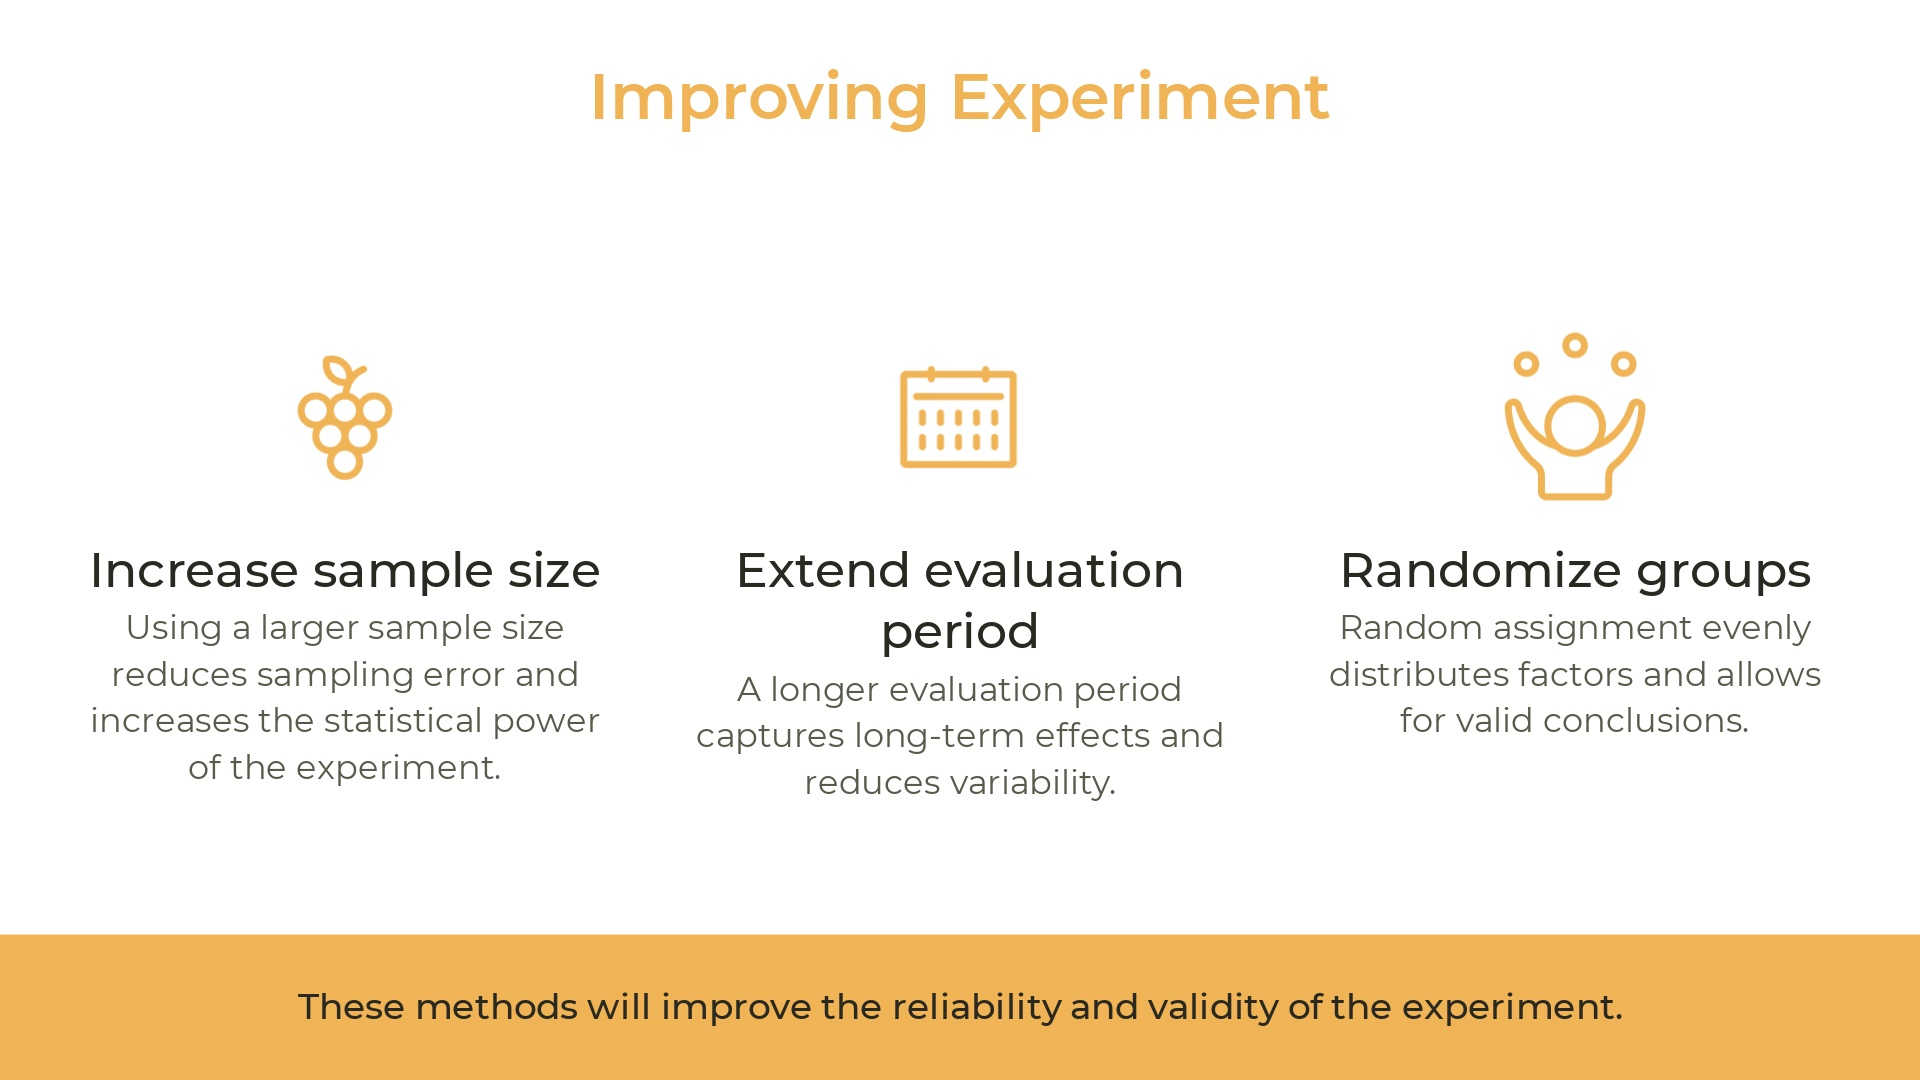 Improving Experiment
Increase sample size
Using a larger sample size
reduces sampling error and
increases the statistical power
of the experiment.
Extend evaluation
period
A longer evaluation period
captures long-term effects and
reduces variability.
Randomize groups
Random assignment evenly
distributes factors and allows
for valid conclusions.
These methods will improve the reliability and validity of the experiment.